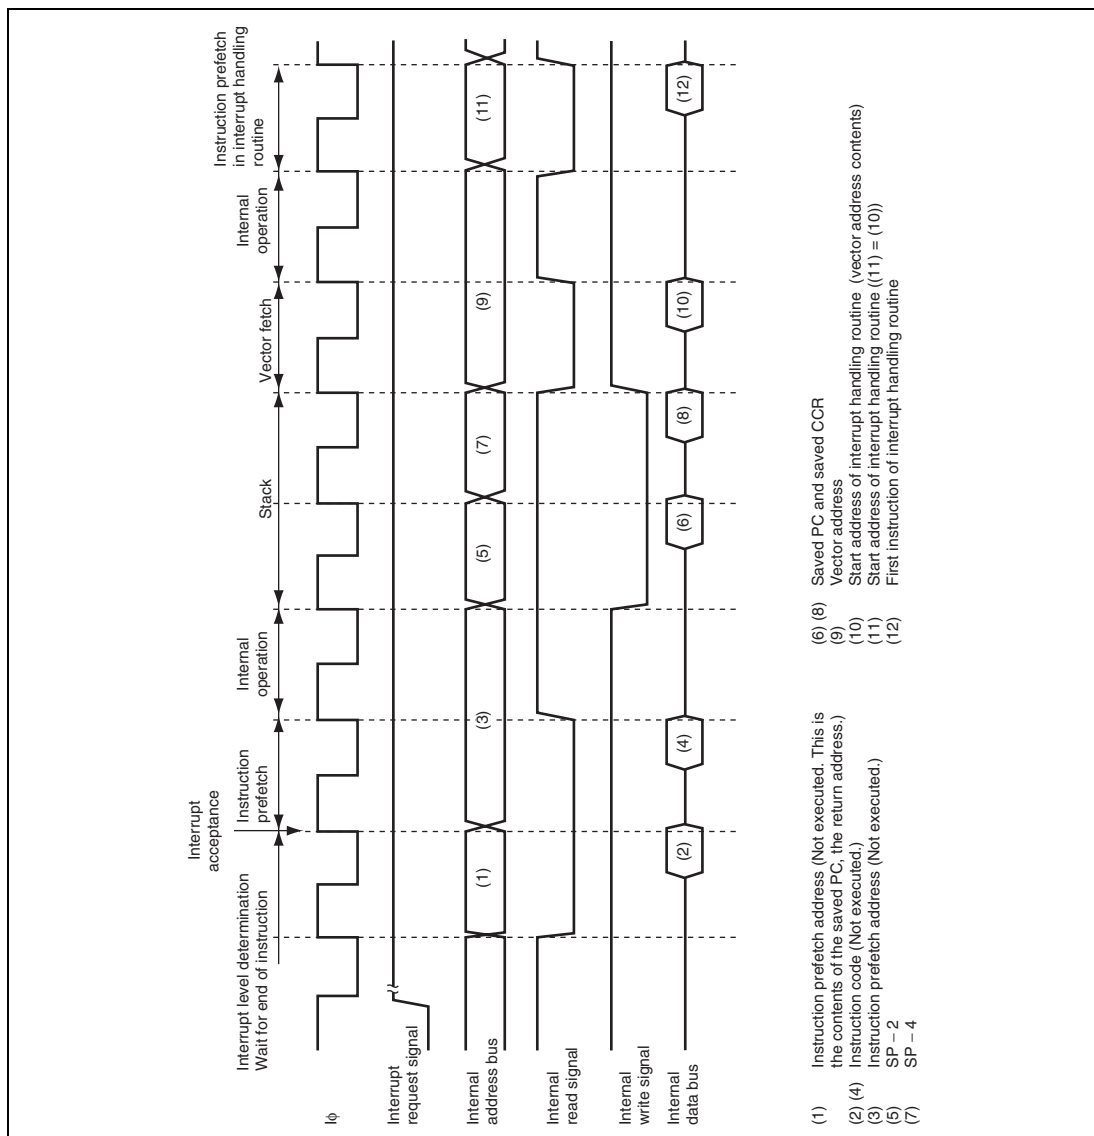 Interrupt level determination
Wait for end of instruction
Interrupt
acceptance
Instruction
prefetch
Internal
operation
Stack
Vector fetch
Internal
operation
Instruction prefetch
in interrupt handling
routine
Iϕ
Interrupt
request signal
Internal
address bus
(1)
(3)
(5)
(7)
(9)
(11)
Internal
read signal
Internal
write signal
Internal
data bus
(2)
(4)
(6)
(8)
(10)
(12)
(1) Instruction prefetch address (Not executed. This is
the contents of the saved PC, the return address.)
(2) (4) Instruction code (Not executed.)
(3) Instruction prefetch address (Not executed.)
(5) SP – 2
(7) SP – 4
(6) (8) Saved PC and saved CCR
(9) Vector address
(10) Start address of interrupt handling routine (vector address contents)
(11) Start address of interrupt handling routine ((11) = (10))
(12) First instruction of interrupt handling routine